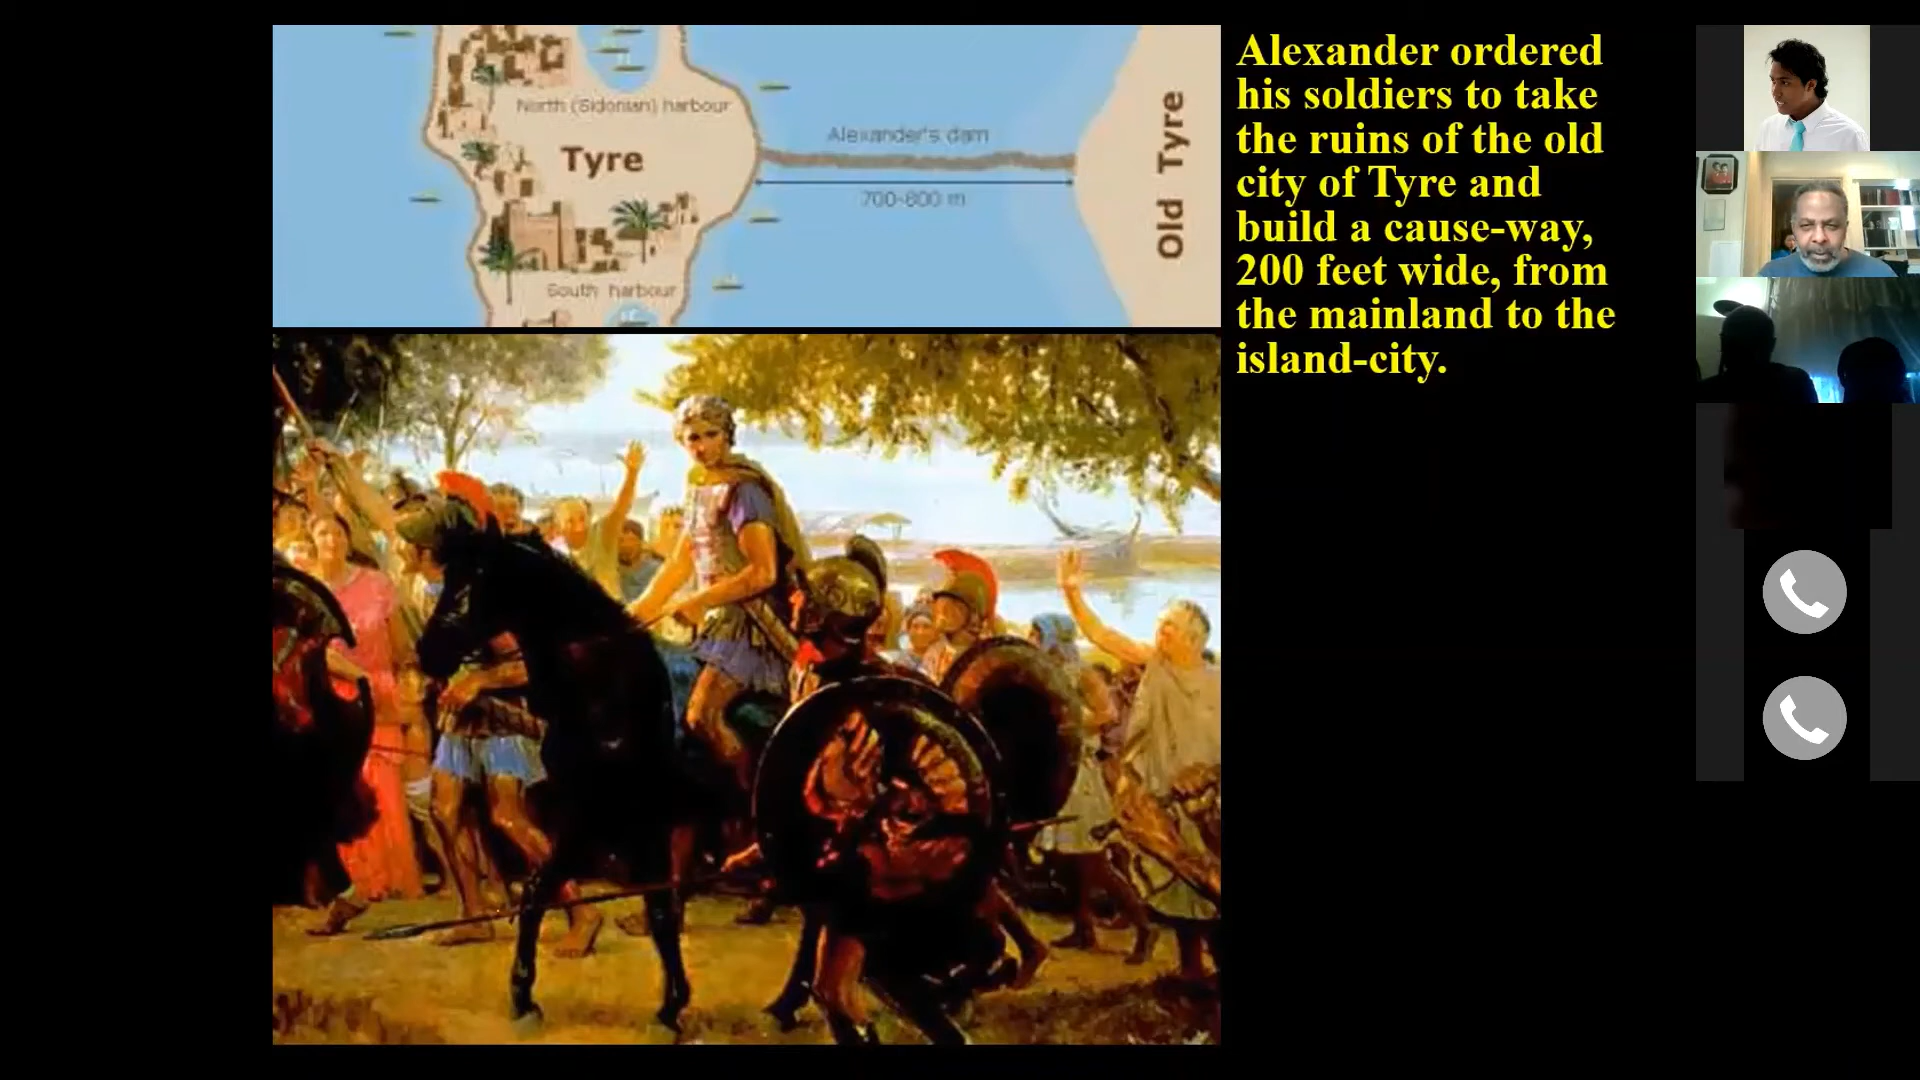 North (Sidonian) harbour
Alexander's dam
Tyre
700-800 m
Old Tyre
South harbour
Alexander ordered
his soldiers to take
the ruins of the old
city of Tyre and
build a cause-way,
200 feet wide, from
the mainland to the
island-city.